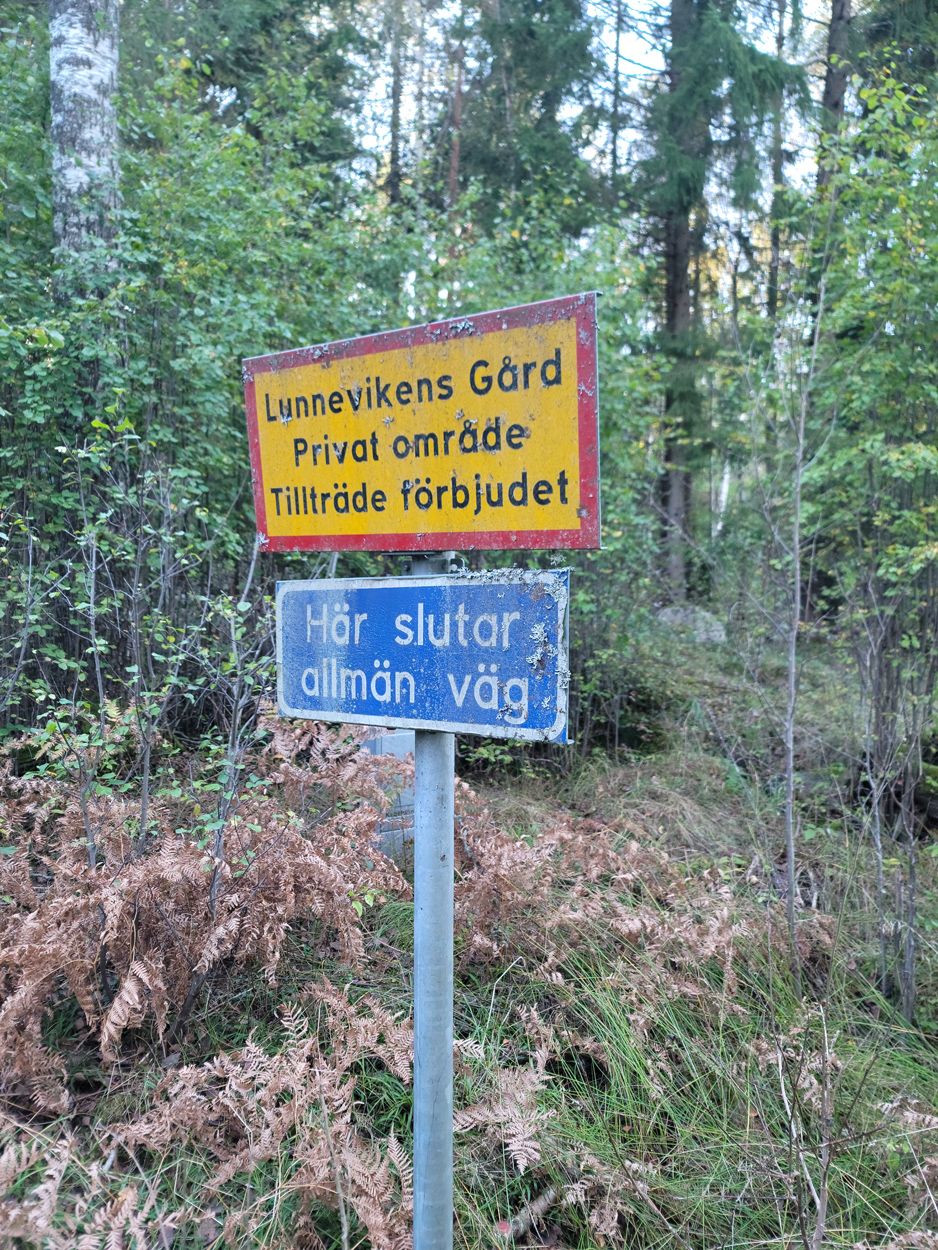 Lunnevikens Gård
Privat område
Tillträde förbjudet
Här slutar
allmän väg